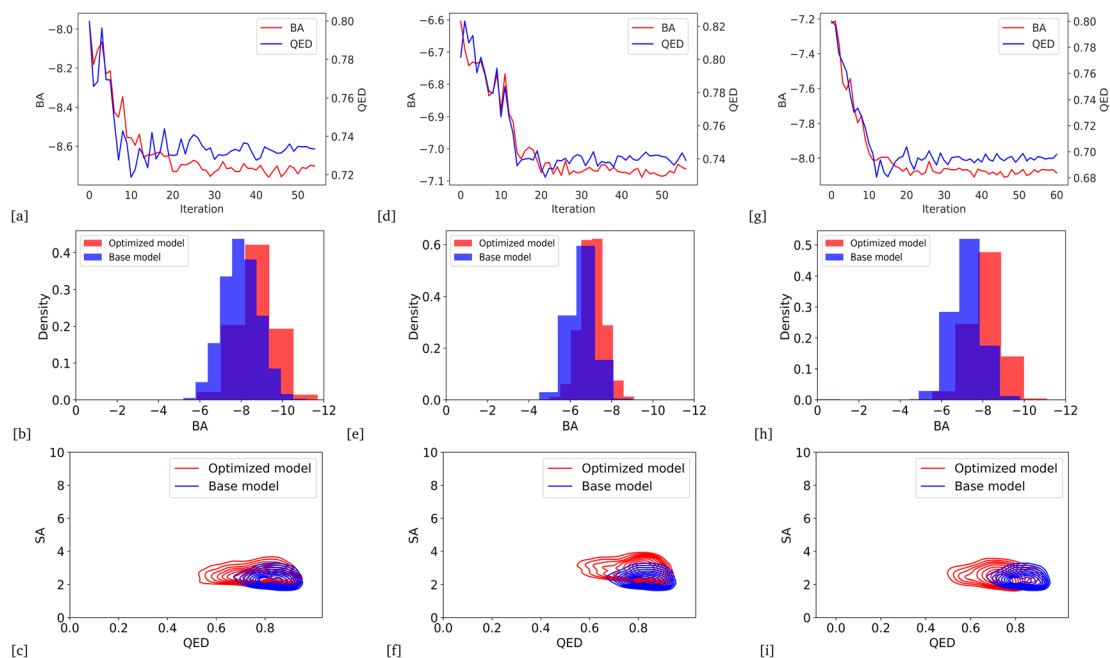 −8.0
−8.2
−8.4
−8.6
BA
0.80
0.78
0.76
0.74
0.72
QED
0 10 20 30 40 50
Iteration
BA
QED
[a]
−6.6
−6.7
−6.8
−6.9
−7.0
−7.1
BA
0.82
0.80
0.78
0.76
0.74
QED
0 10 20 30 40 50
Iteration
BA
QED
[d]
−7.2
−7.4
−7.6
−7.8
−8.0
BA
0.80
0.78
0.76
0.74
0.72
0.70
0.68
QED
0 10 20 30 40 50 60
Iteration
BA
QED
[g]
Optimized model
Base model
0.4
0.3
0.2
0.1
0.0
Density
0 −2 −4 −6 −8 −10 −12
BA
[b]
Optimized model
Base model
0.6
0.4
0.2
0.0
Density
0 −2 −4 −6 −8 −10 −12
BA
[e]
Optimized model
Base model
0.5
0.4
0.3
0.2
0.1
0.0
Density
0 −2 −4 −6 −8 −10 −12
BA
[h]
10
8
6
4
2
0
SA
Optimized model
Base model
0.0 0.2 0.4 0.6 0.8
QED
[c]
10
8
6
4
2
0
SA
Optimized model
Base model
0.0 0.2 0.4 0.6 0.8
QED
[f]
10
8
6
4
2
0
SA
Optimized model
Base model
0.0 0.2 0.4 0.6 0.8
QED
[i]